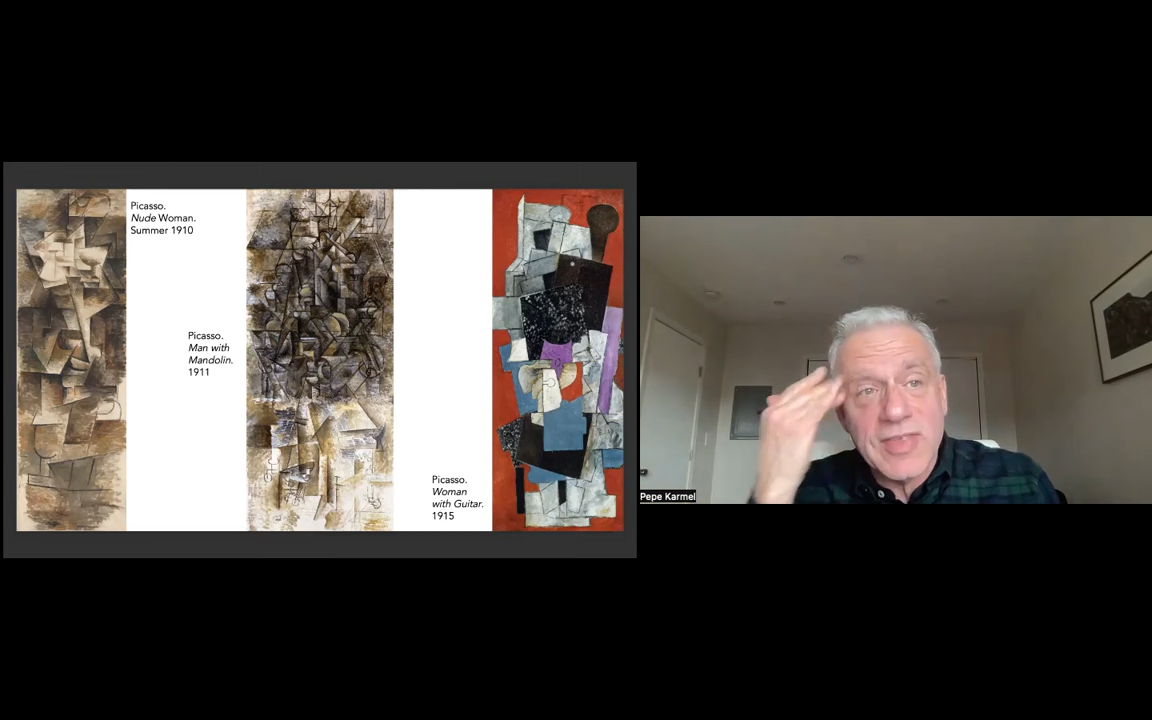 Picasso.
Nude Woman.
Summer 1910
Picasso.
Man with
Mandolin.
1911
Picasso.
Woman
with Guitar.
1915
Pepe Karmel